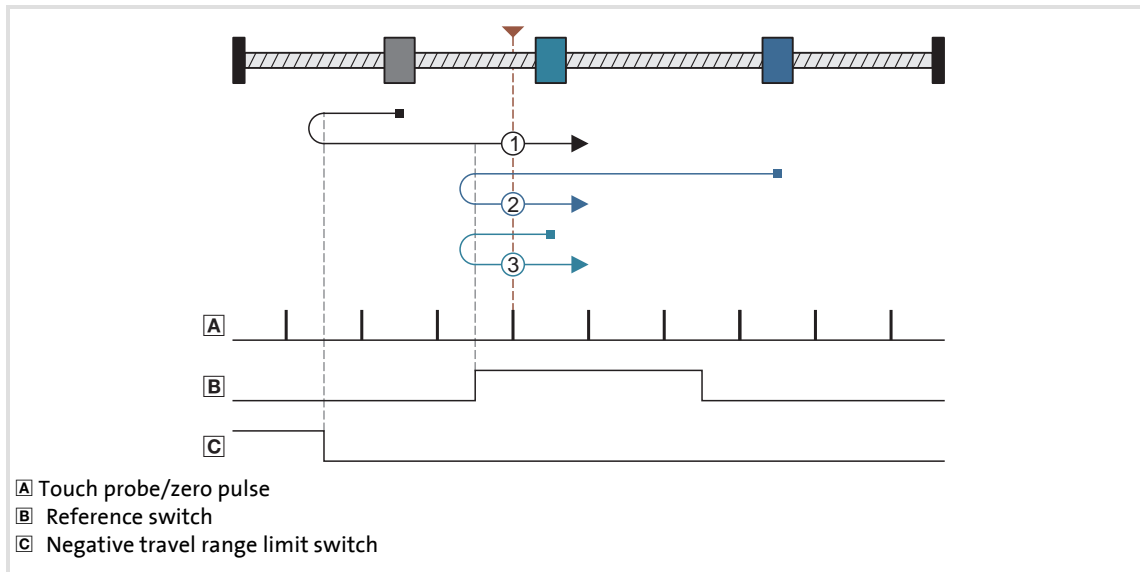 1
2
3
A
B
C
A Touch probe/zero pulse
B Reference switch
C Negative travel range limit switch